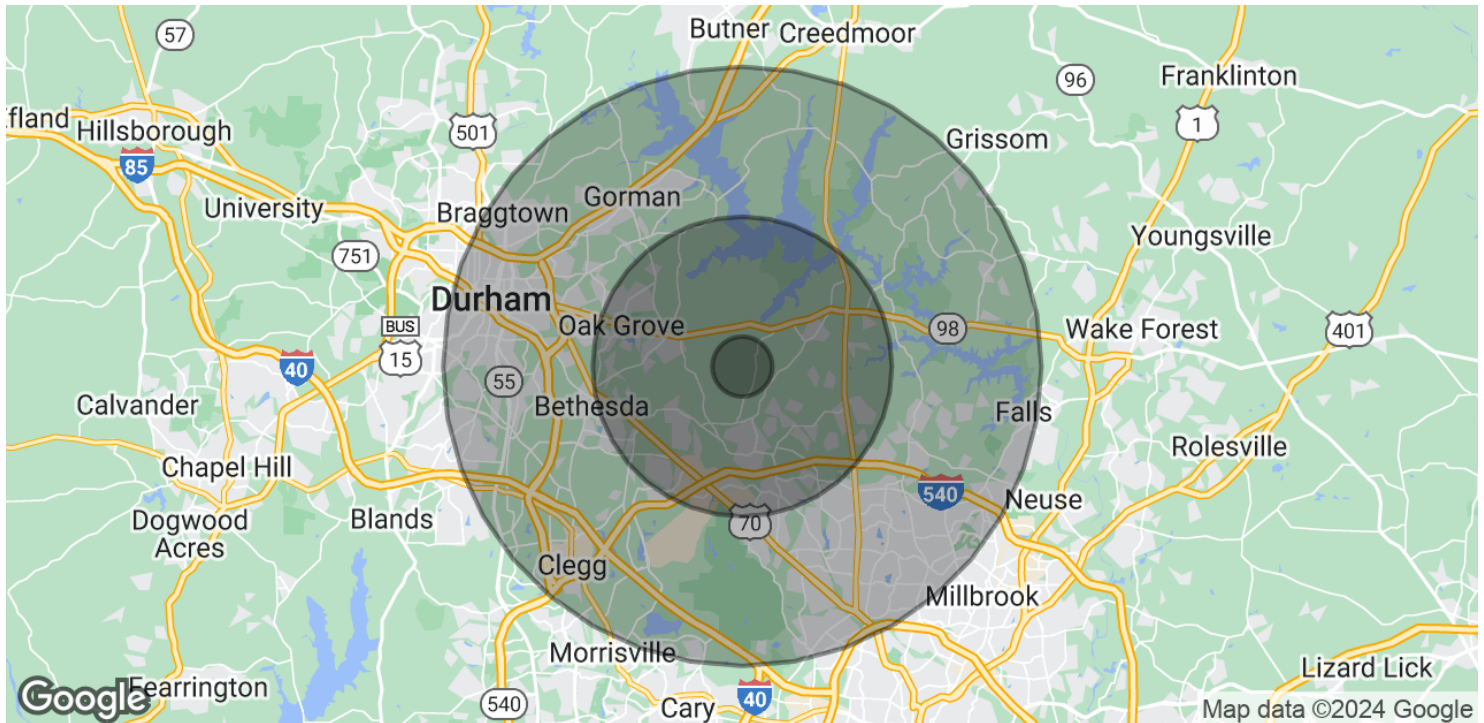 57
Butner
Creedmoor
96
Franklinton
fland
Hillsborough
501
1
Grissom
85
Gorman
University
Braggtown
751
Youngsville
Durham
BUS
15
Oak Grove
98
Wake Forest
401
40
55
Calvander
Bethesda
Falls
Rolesville
Chapel Hill
540
Neuse
Dogwood
Acres
Blands
70
Clegg
Millbrook
Morrisville
Lizard Lick
Google
Fearrington
540
Cary
40
Map data ©2024 Google